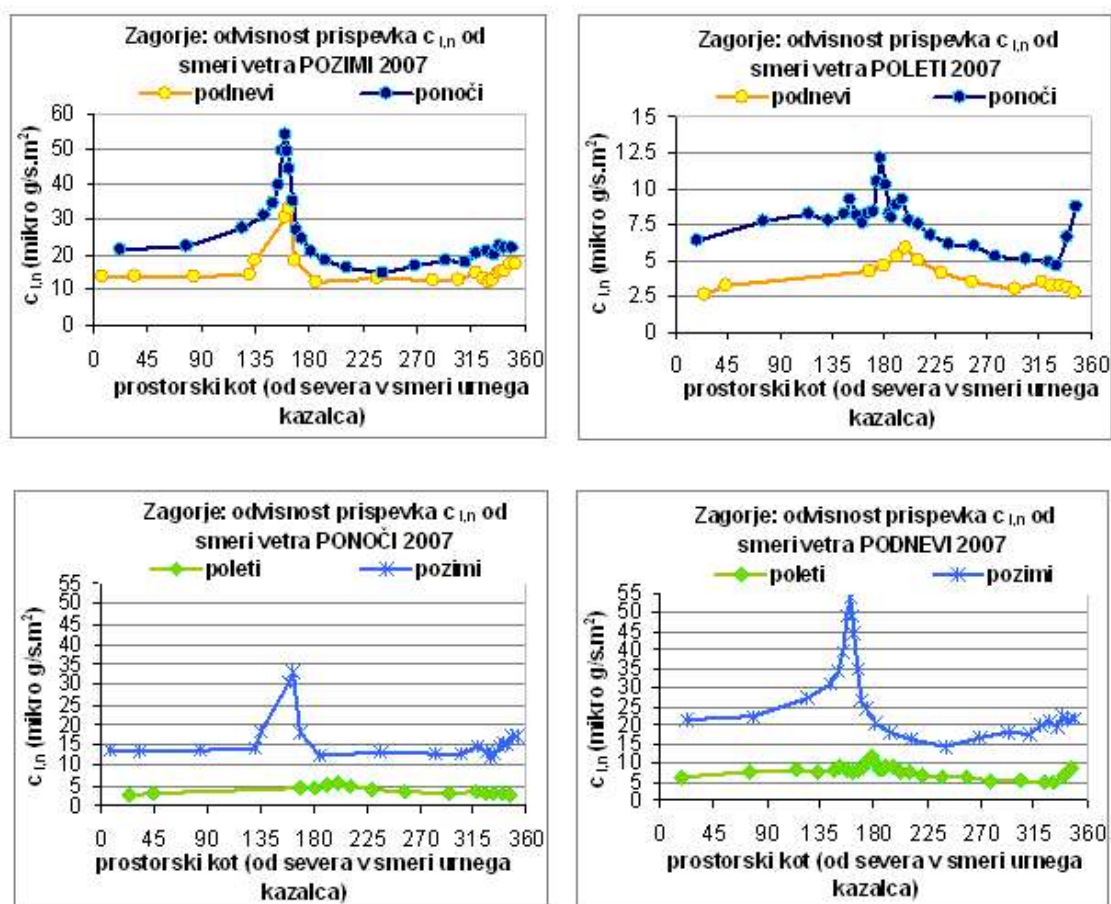 Zagorje: odvisnost prispevka c i,n od
smeri vetra POZIMI 2007
podnevi ponoči
c i,n (mikro g/s.m²)
60
50
40
30
20
10
0
0 45 90 135 180 225 270 315 360
prostorski kot (od severa v smeri urnega
kazalca)
Zagorje: odvisnost prispevka c i,n od
smeri vetra POLETI 2007
podnevi ponoči
c i,n (mikro g/s.m²)
15
12.5
10
7.5
5
2.5
0
0 45 90 135 180 225 270 315 360
prostorski kot (od severa v smeri urnega
kazalca)
Zagorje: odvisnost prispevka c i,n od
smeri vetra PONOČI 2007
poleti pozimi
c i,n (mikro g/s.m²)
55
50
45
40
35
30
25
20
15
10
5
0
0 45 90 135 180 225 270 315 360
prostorski kot (od severa v smeri urnega
kazalca)
Zagorje: odvisnost prispevka c i,n od
smeri vetra PODNEVI 2007
poleti pozimi
c i,n (mikro g/s.m²)
55
50
45
40
35
30
25
20
15
10
5
0
0 45 90 135 180 225 270 315 360
prostorski kot (od severa v smeri urnega
kazalca)